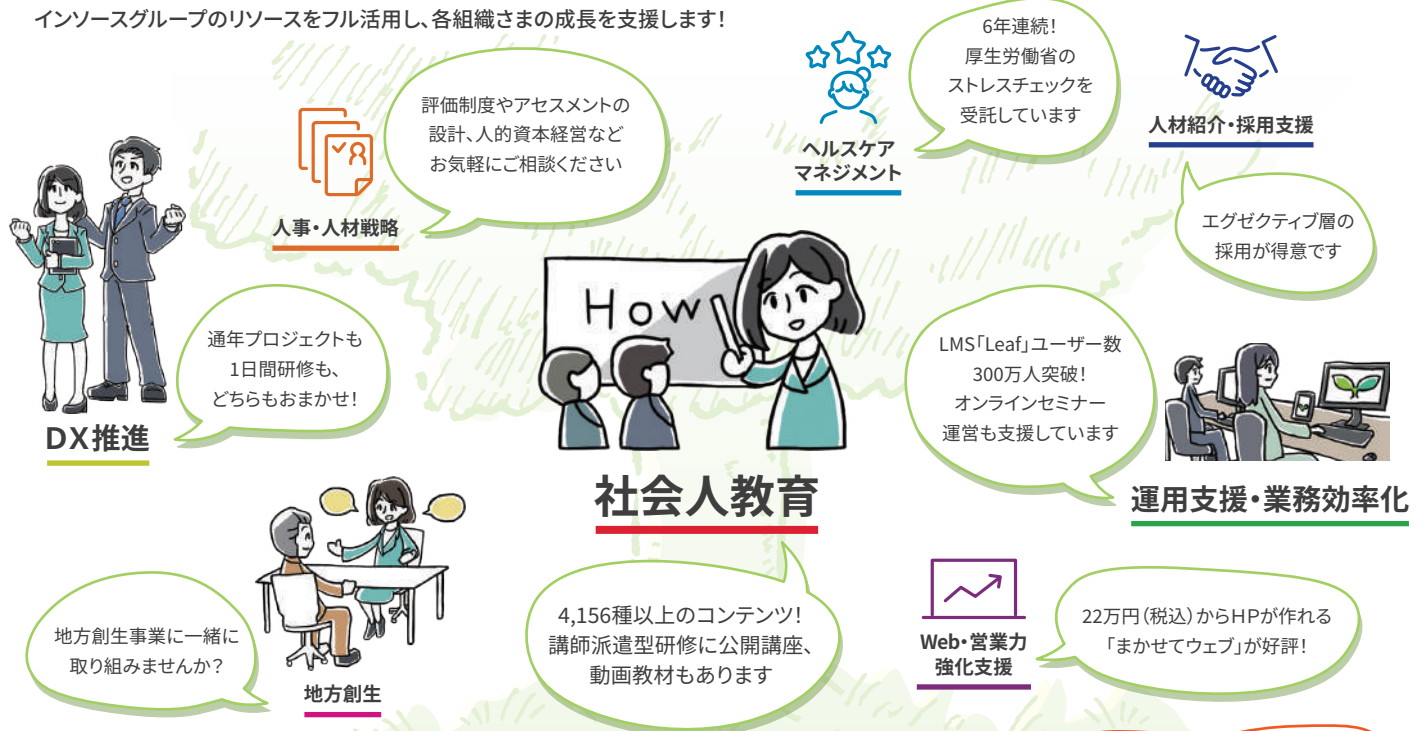 インソースグループのリソースをフル活用し、各組織さまの成長を支援します！
評価制度やアセスメントの
設計、人的資本経営など
お気軽にご相談ください
人事・人材戦略
6年連続！
厚生労働省の
ストレスチェックを
受託しています
ヘルスケア
マネジメント
人材紹介・採用支援
エグゼクティブ層の
採用が得意です
通年プロジェクトも
1日間研修も、
どちらもおまかせ！
DX推進
How
社会人教育
LMS「Leaf」ユーザー数
300万人突破！
オンラインセミナー
運営も支援しています
運用支援・業務効率化
地方創生事業に一緒に
取り組みませんか？
地方創生
4,156種以上のコンテンツ！
講師派遣型研修に公開講座、
動画教材もあります
Web・営業力
強化支援
22万円（税込）からHPが作れる
「まかせてウェブ」が好評！